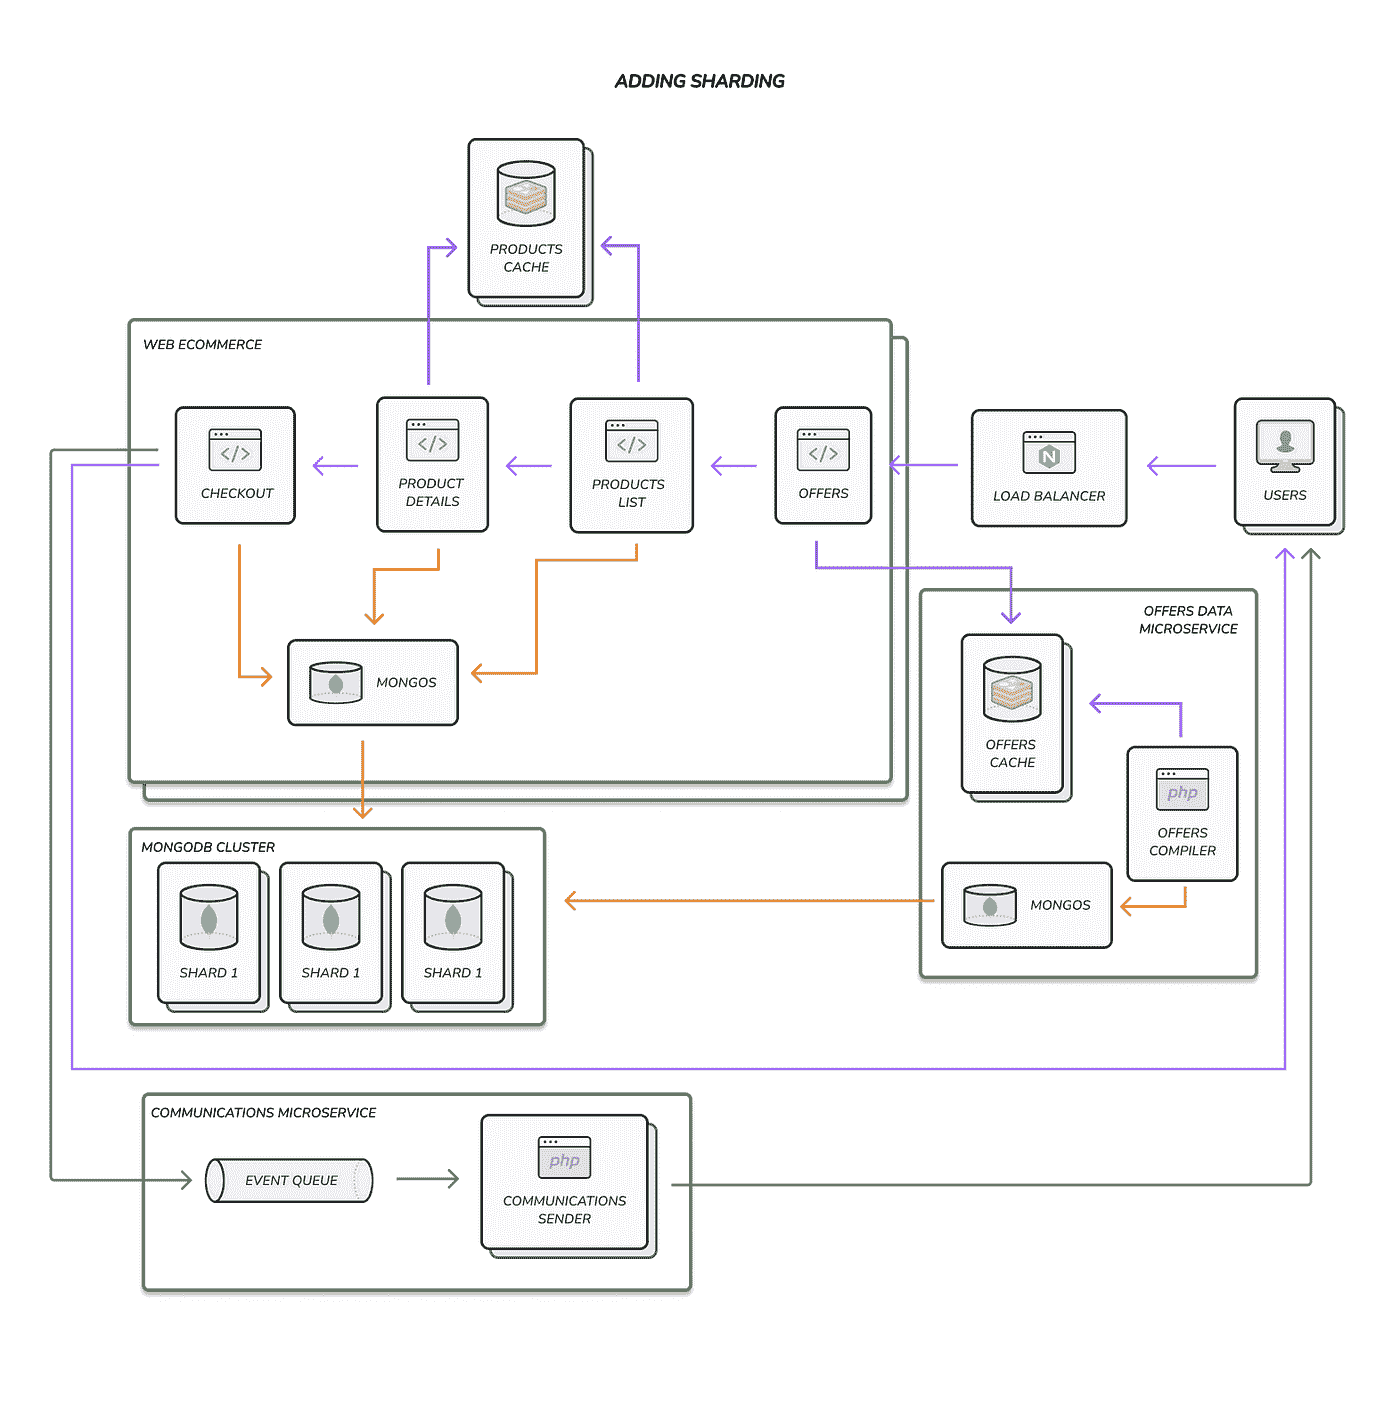 ADDING SHARDING
PRODUCTS
CACHE
WEB ECOMMERCE
CHECKOUT
PRODUCT
DETAILS
PRODUCTS
LIST
OFFERS
N
LOAD BALANCER
USERS
MONGOS
OFFERS DATA
MICROSERVICE
OFFERS
CACHE
php
OFFERS
COMPILER
MONGOS
MONGODB CLUSTER
SHARD 1
SHARD 1
SHARD 1
COMMUNICATIONS MICROSERVICE
EVENT QUEUE
php
COMMUNICATIONS
SENDER